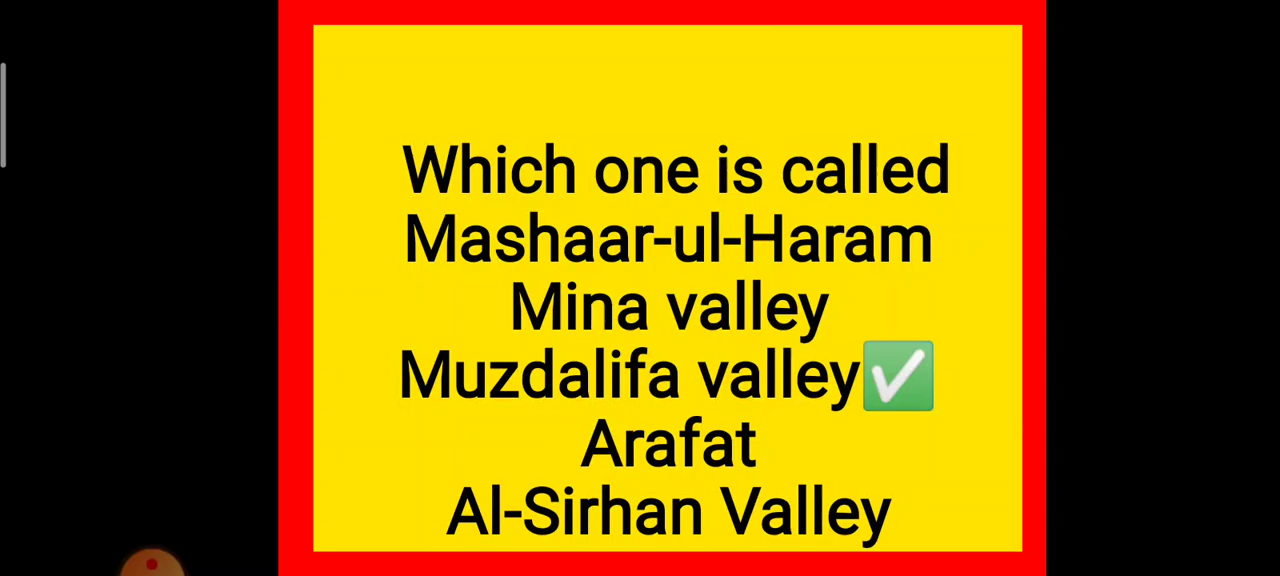 Which one is called
Mashaar-ul-Haram
Mina valley
Muzdalifa valley✅
Arafat
Al-Sirhan Valley